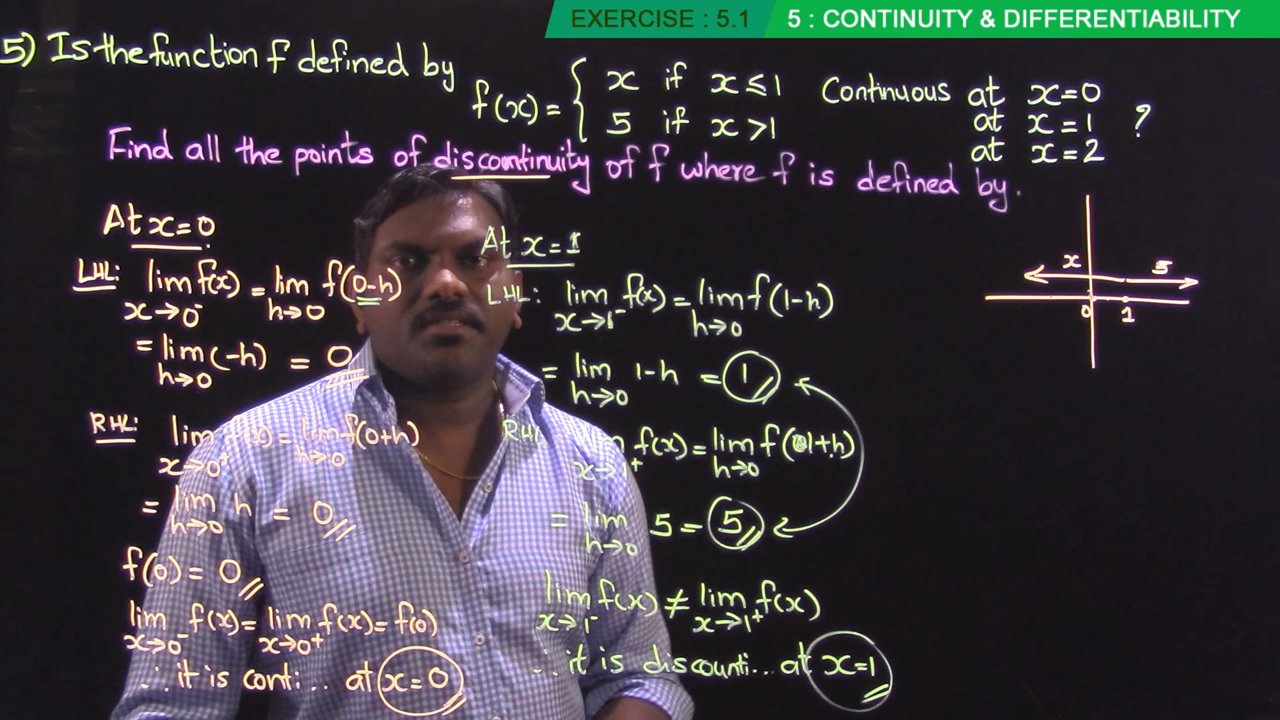 EXERCISE : 5.1 5 : CONTINUITY & DIFFERENTIABILITY
5) Is the function f defined by f(x) = { x if x ≤ 1 Continuous at x=0
5 if x > 1 at x=1 ?
at x=2
Find all the points of discontinuity of f where f is defined by.
At x=0
LHL: lim f(x) = lim f(0-h)
x→0⁻ h→0
= lim (-h) = 0
h→0
RHL: lim f(x) = lim f(0+h)
x→0⁺ h→0
= lim h = 0
h→0
f(0) = 0
lim f(x) = lim f(x) = f(0)
x→0⁻ x→0⁺
∴ it is conti... at x=0
At x=1
LHL: lim f(x) = lim f(1-h)
x→1⁻ h→0
= lim 1-h = 1
h→0
RHL f(x) = lim f(1+h)
x→1⁺ h→0
= lim 5 = 5
h→0
lim f(x) ≠ lim f(x)
x→1⁻ x→1⁺
∴ it is discounti... at x=1
x 5
0 1